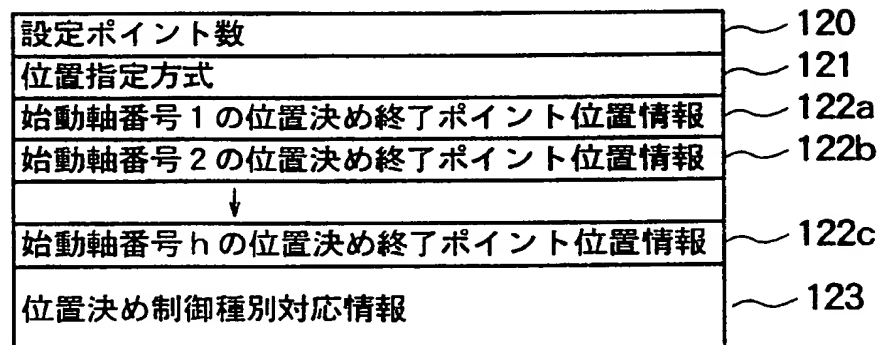 設定ポイント数 120
位置指定方式 121
始動軸番号1の位置決め終了ポイント位置情報 122a
始動軸番号2の位置決め終了ポイント位置情報 122b
↓
始動軸番号hの位置決め終了ポイント位置情報 122c
位置決め制御種別対応情報 123